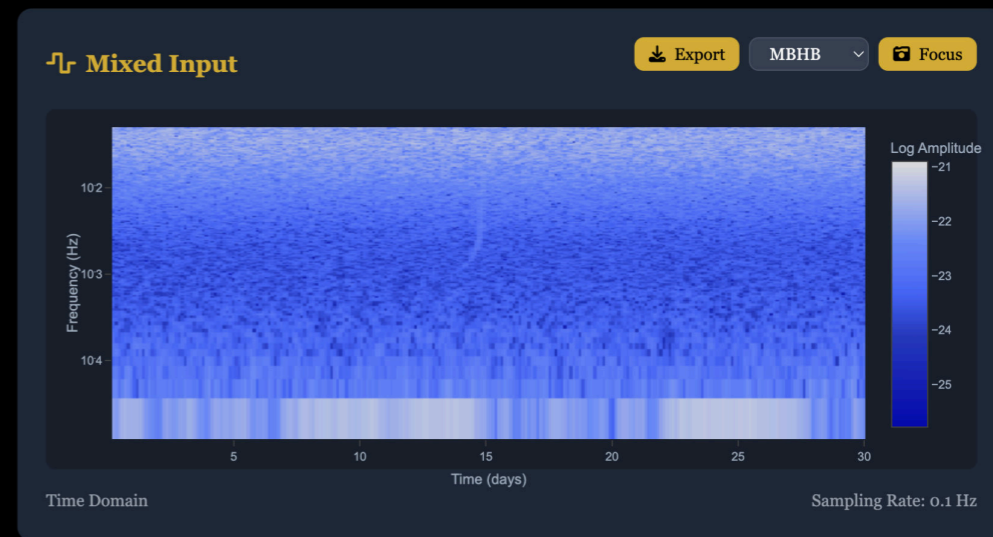 Mixed Input
Export
MBHB
Focus
Log Amplitude
−21
−22
−23
−24
−25
Frequency (Hz)
10-2
10-3
10-4
5
10
15
20
25
30
Time (days)
Time Domain
Sampling Rate: 0.1 Hz